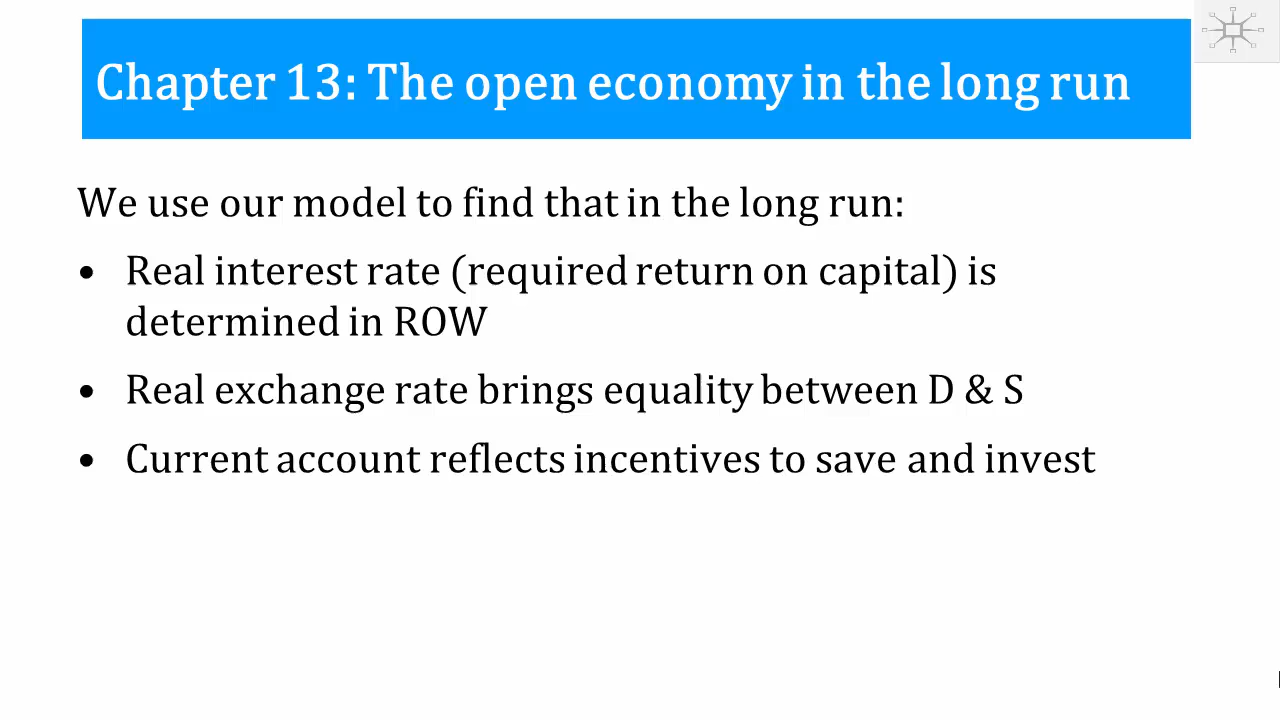 Chapter 13: The open economy in the long run
We use our model to find that in the long run:
• Real interest rate (required return on capital) is
determined in ROW
• Real exchange rate brings equality between D & S
• Current account reflects incentives to save and invest